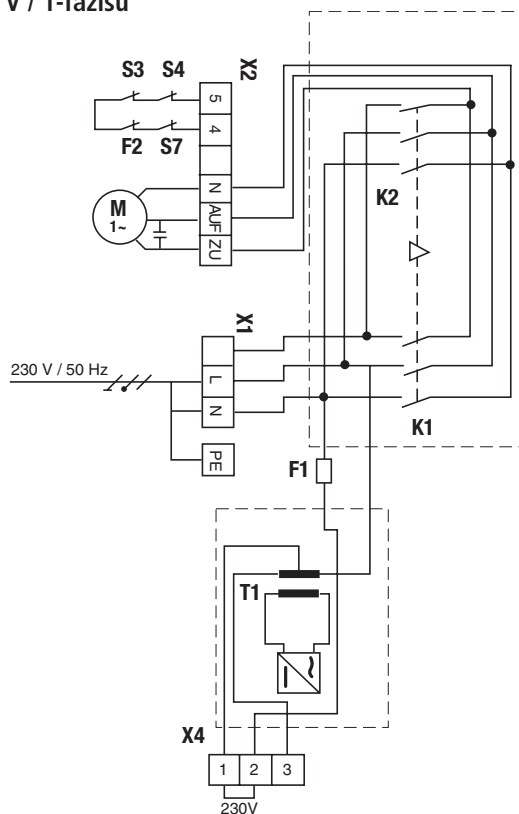 V / 1-fázisú
S3 S4
X2
5
4
F2 S7
N
AUF
ZU
M
1~
K2
X1
230 V / 50 Hz
L
N
PE
K1
F1
T1
X4
1 2 3
230V